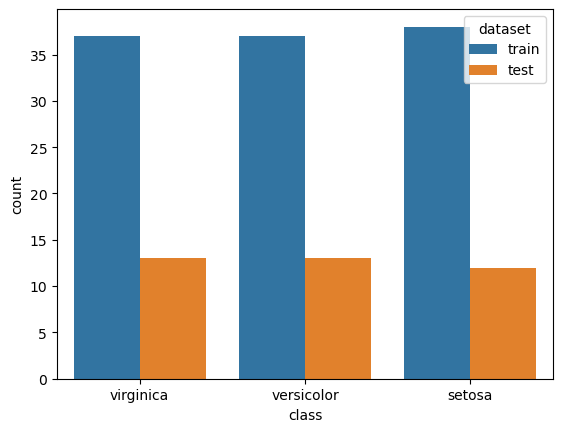 dataset
train
test
35
30
25
20
15
10
5
0
count
virginica versicolor setosa
class